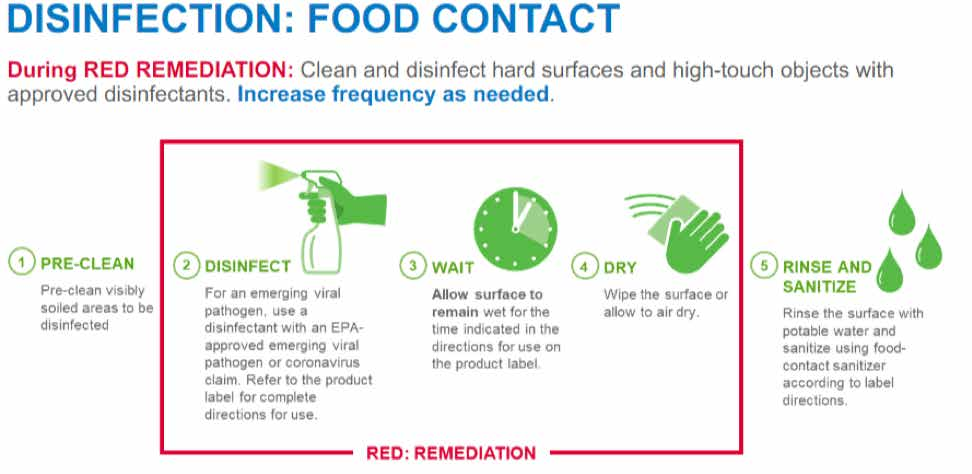 DISINFECTION: FOOD CONTACT
During RED REMEDIATION: Clean and disinfect hard surfaces and high-touch objects with
approved disinfectants. Increase frequency as needed.
1 PRE-CLEAN
Pre-clean visibly
soiled areas to be
disinfected
2 DISINFECT
For an emerging viral
pathogen, use a
disinfectant with an EPA-
approved emerging viral
pathogen or coronavirus
claim. Refer to the product
label for complete
directions for use.
3 WAIT
Allow surface to
remain wet for the
time indicated in the
directions for use on
the product label.
4 DRY
Wipe the surface or
allow to air dry.
5 RINSE AND
SANITIZE
Rinse the surface with
potable water and
sanitize using food-
contact sanitizer
according to label
directions.
RED: REMEDIATION